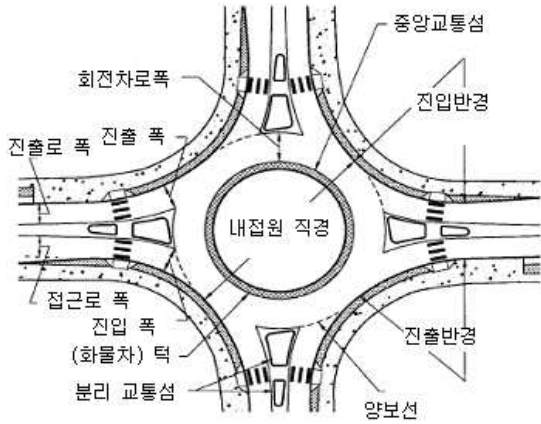 중앙교통섬
회전차로폭
진입반경
진출 폭
진출로 폭
내접원 직경
접근로 폭
진입 폭
(화물차) 턱
진출반경
분리 교통섬
양보선